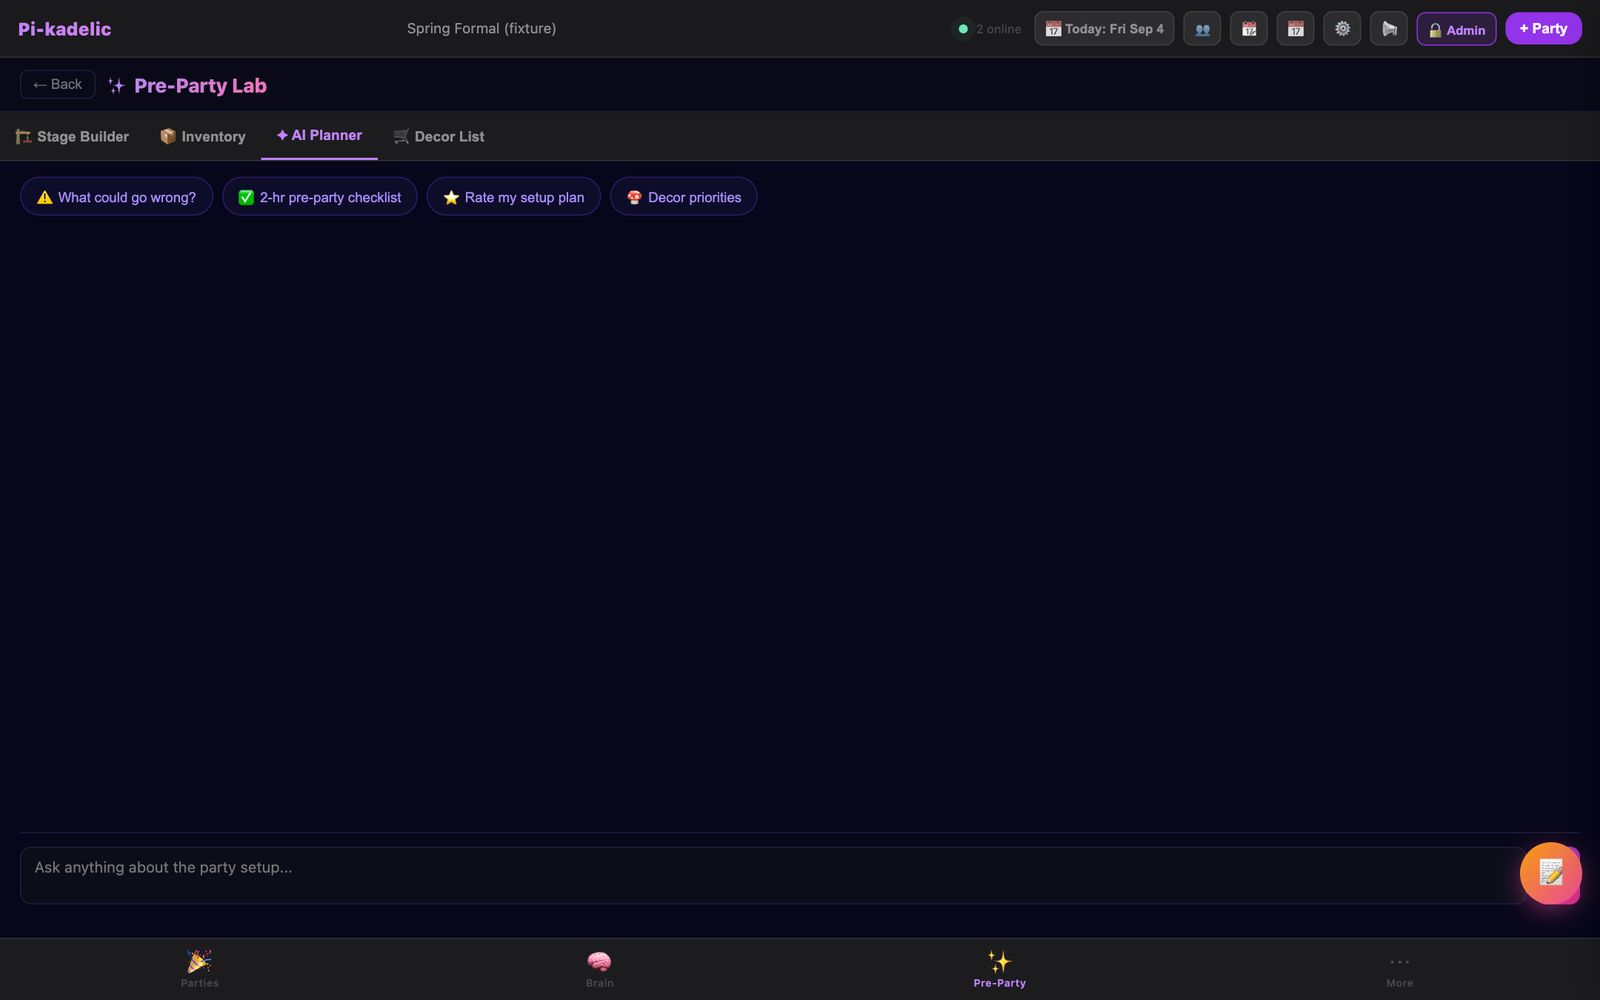 Pi-kadelic
Spring Formal (fixture)
2 online
Today: Fri Sep 4
Admin
+ Party
← Back
Pre-Party Lab
Stage Builder
Inventory
AI Planner
Decor List
What could go wrong?
2-hr pre-party checklist
Rate my setup plan
Decor priorities
Ask anything about the party setup...
Parties
Brain
Pre-Party
More